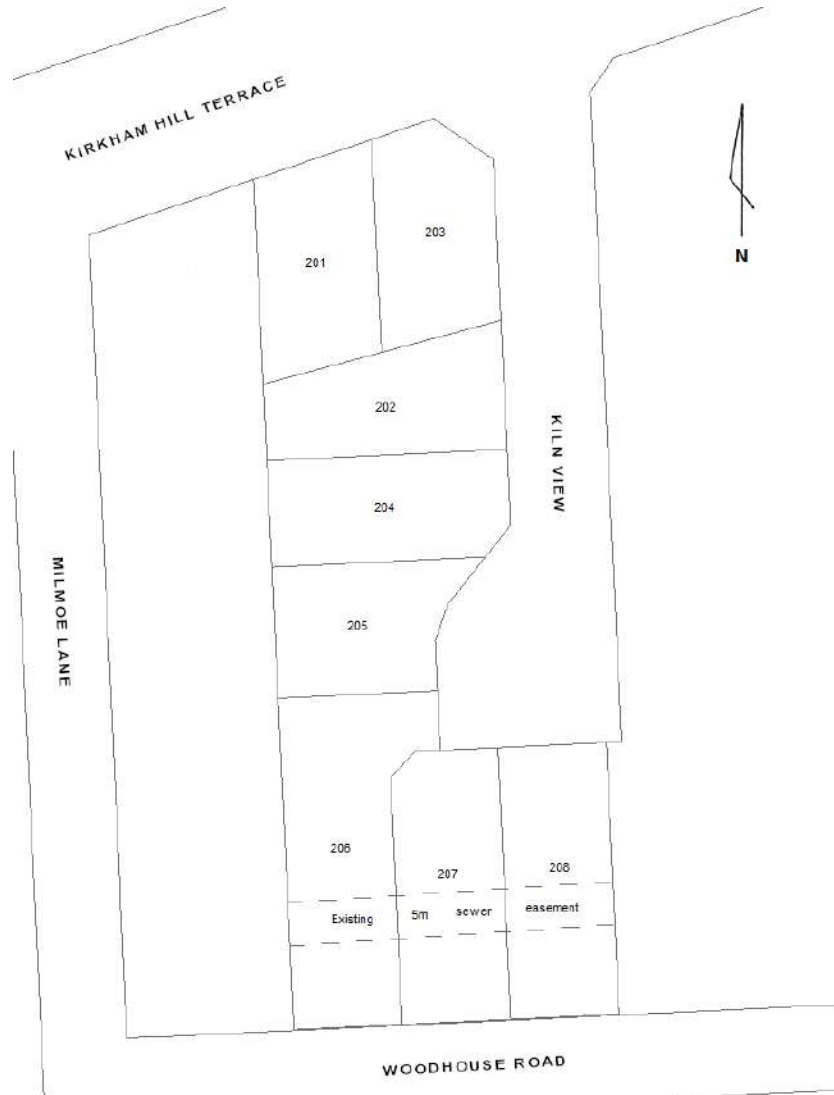 KIRKHAM HILL TERRACE
203
201
N
202
KILN VIEW
204
MILMOE LANE
205
206
207
208
Existing 5m sewer easement
WOODHOUSE ROAD